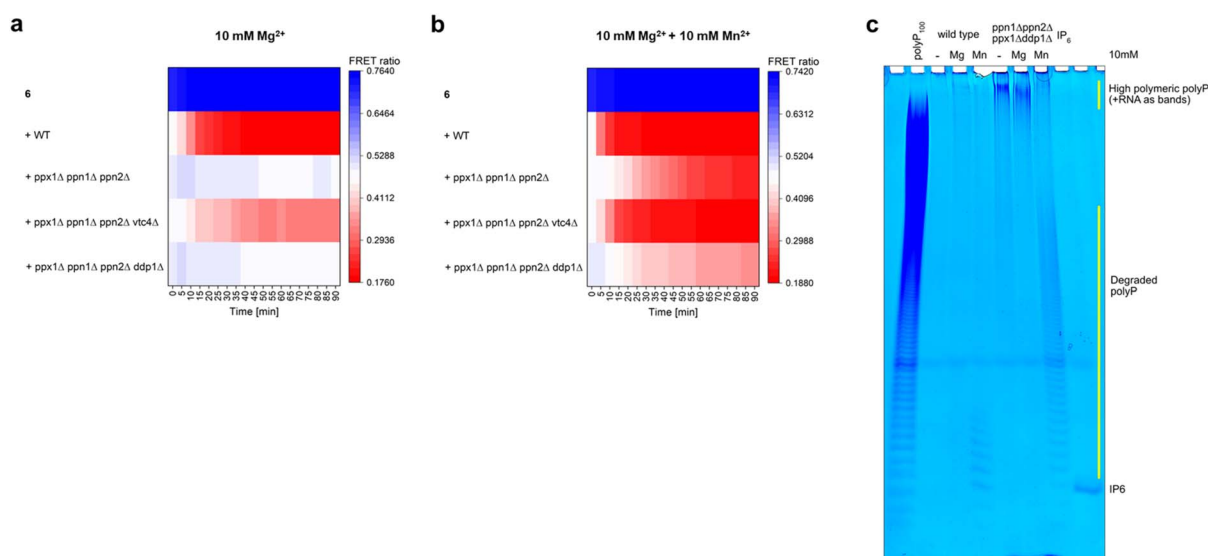 a
10 mM Mg²⁺
FRET ratio
6
+ WT
+ ppx1Δ ppn1Δ ppn2Δ
+ ppx1Δ ppn1Δ ppn2Δ vtc4Δ
+ ppx1Δ ppn1Δ ppn2Δ ddp1Δ
0.7640
0.6464
0.5288
0.4112
0.2936
0.1760
0 5 10 15 20 25 30 35 40 45 50 55 60 65 70 75 80 85 90
Time [min]
b
10 mM Mg²⁺ + 10 mM Mn²⁺
FRET ratio
6
+ WT
+ ppx1Δ ppn1Δ ppn2Δ
+ ppx1Δ ppn1Δ ppn2Δ vtc4Δ
+ ppx1Δ ppn1Δ ppn2Δ ddp1Δ
0.7420
0.6312
0.5204
0.4096
0.2988
0.1880
0 5 10 15 20 25 30 35 40 45 50 55 60 65 70 75 80 85 90
Time [min]
c
polyP₁₀₀
wild type
ppn1Δppn2Δ
ppx1Δddp1Δ
IP₆
- Mg Mn - Mg Mn
10mM
High polymeric polyP
(+RNA as bands)
Degraded
polyP
IP6